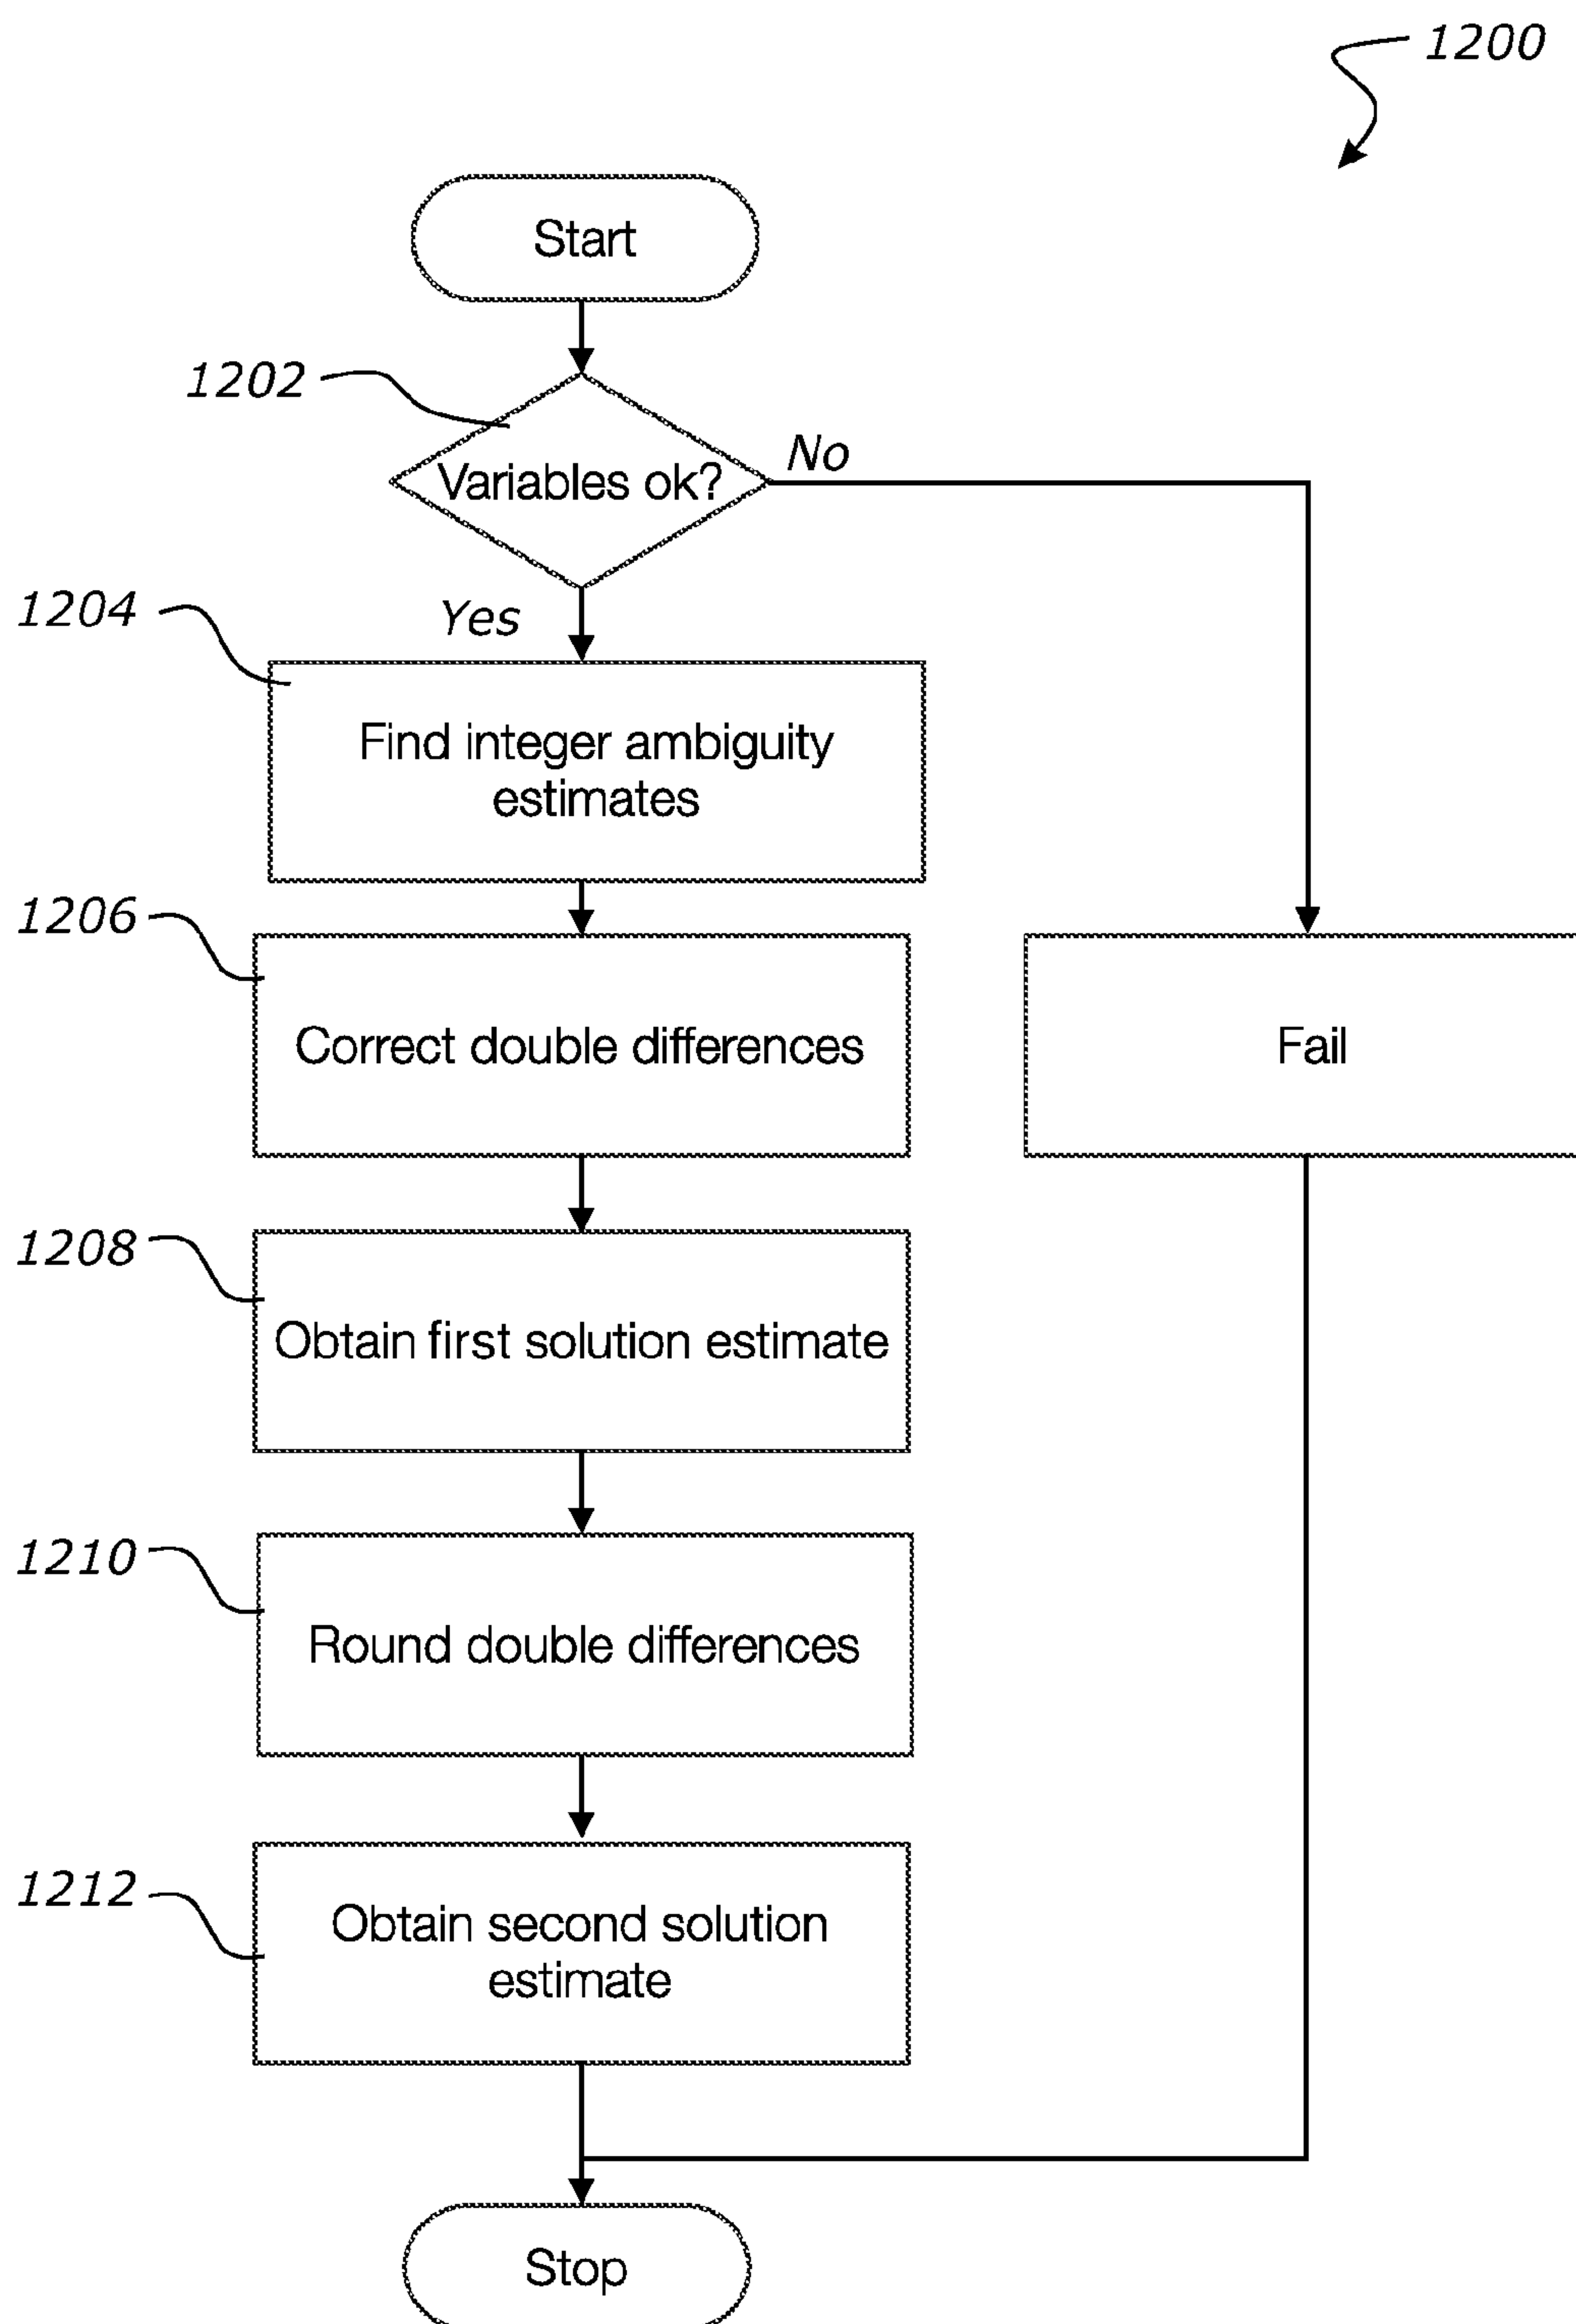 1200
Start
1202
Variables ok?
No
Yes
1204
Find integer ambiguity
estimates
1206
Correct double differences
Fail
1208
Obtain first solution estimate
1210
Round double differences
1212
Obtain second solution
estimate
Stop